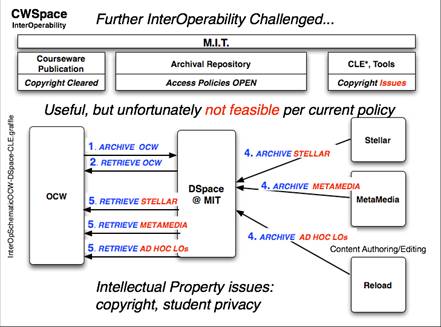 CWSpace
InterOperability
Further InterOperability Challenged...
M.I.T.
Courseware
Publication
Copyright Cleared
Archival Repository
Access Policies OPEN
CLE*, Tools
Copyright Issues
Useful, but unfortunately not feasible per current policy
InterOpSchematicOCW-DSpace-CLE.graffle
OCW
1. ARCHIVE OCW
2. RETRIEVE OCW
5. RETRIEVE STELLAR
5. RETRIEVE METAMEDIA
5. RETRIEVE AD HOC LOs
DSpace
@ MIT
4. ARCHIVE STELLAR
4. ARCHIVE METAMEDIA
4. ARCHIVE AD HOC LOs
Stellar
MetaMedia
Content Authoring/Editing
Reload
Intellectual Property issues:
copyright, student privacy